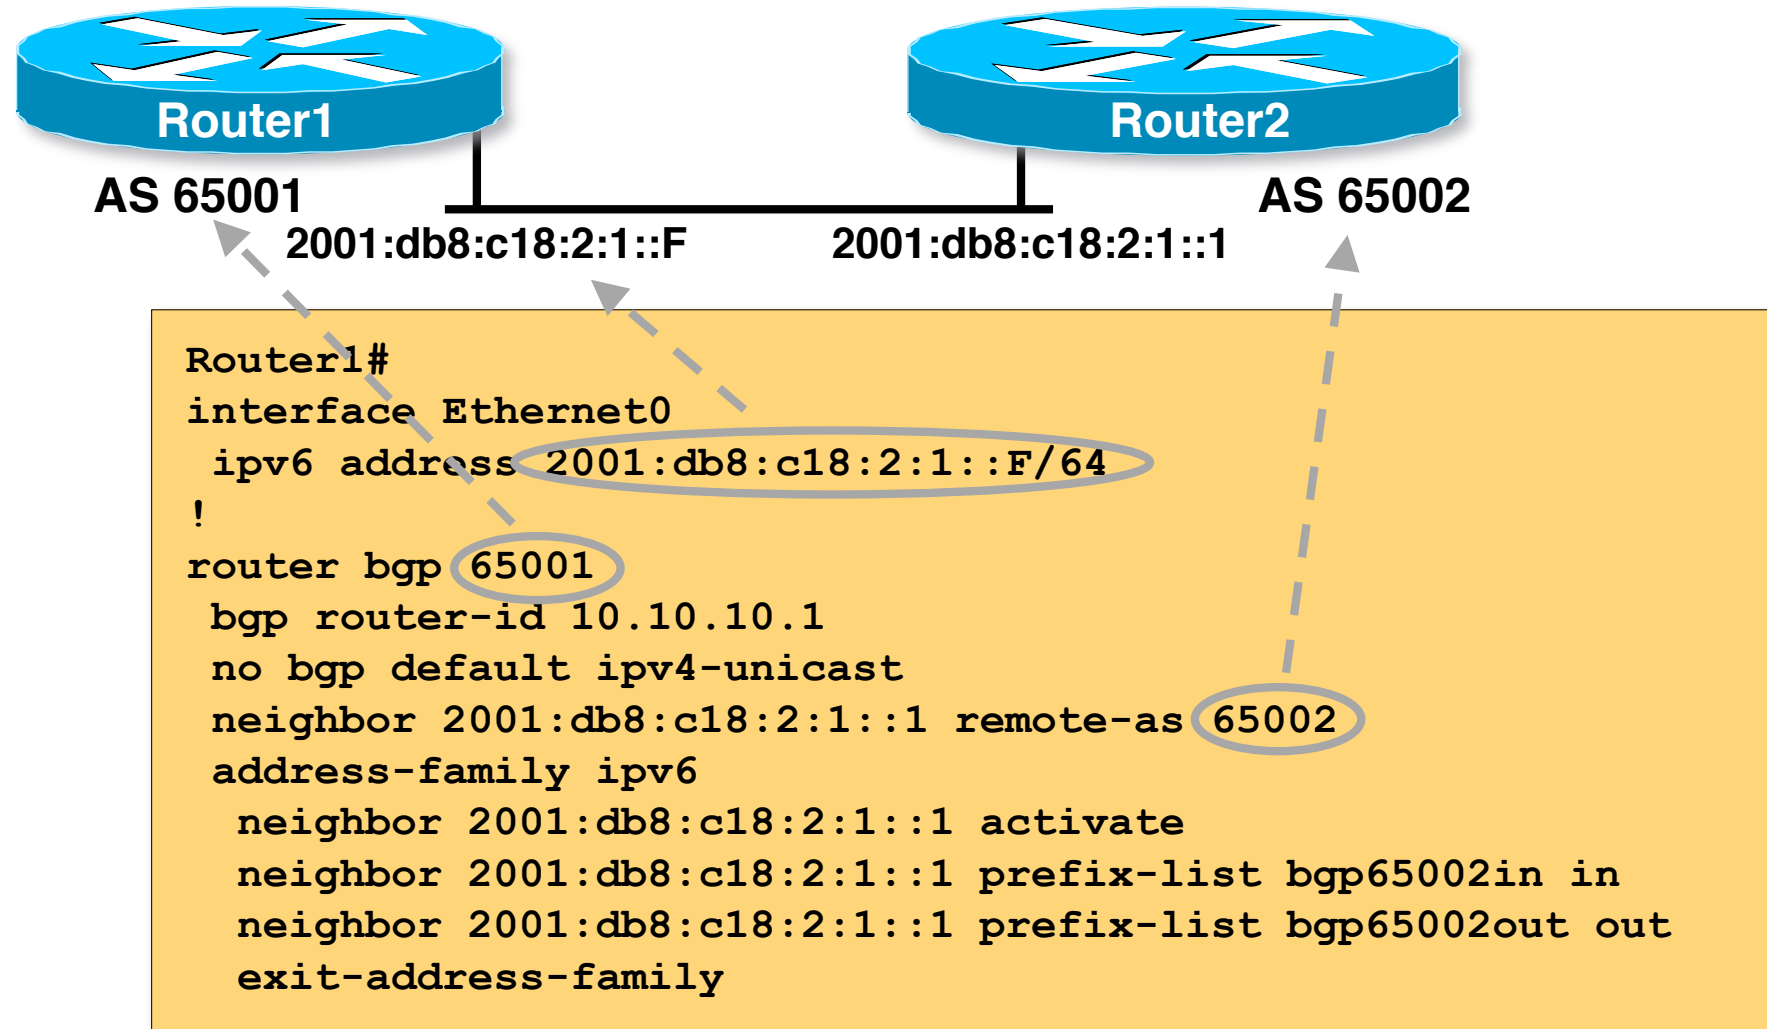 Router1
Router2
AS 65001
AS 65002
2001:db8:c18:2:1::F
2001:db8:c18:2:1::1
Router1#
interface Ethernet0
ipv6 address 2001:db8:c18:2:1::F/64
!
router bgp 65001
bgp router-id 10.10.10.1
no bgp default ipv4-unicast
neighbor 2001:db8:c18:2:1::1 remote-as 65002
address-family ipv6
neighbor 2001:db8:c18:2:1::1 activate
neighbor 2001:db8:c18:2:1::1 prefix-list bgp65002in in
neighbor 2001:db8:c18:2:1::1 prefix-list bgp65002out out
exit-address-family